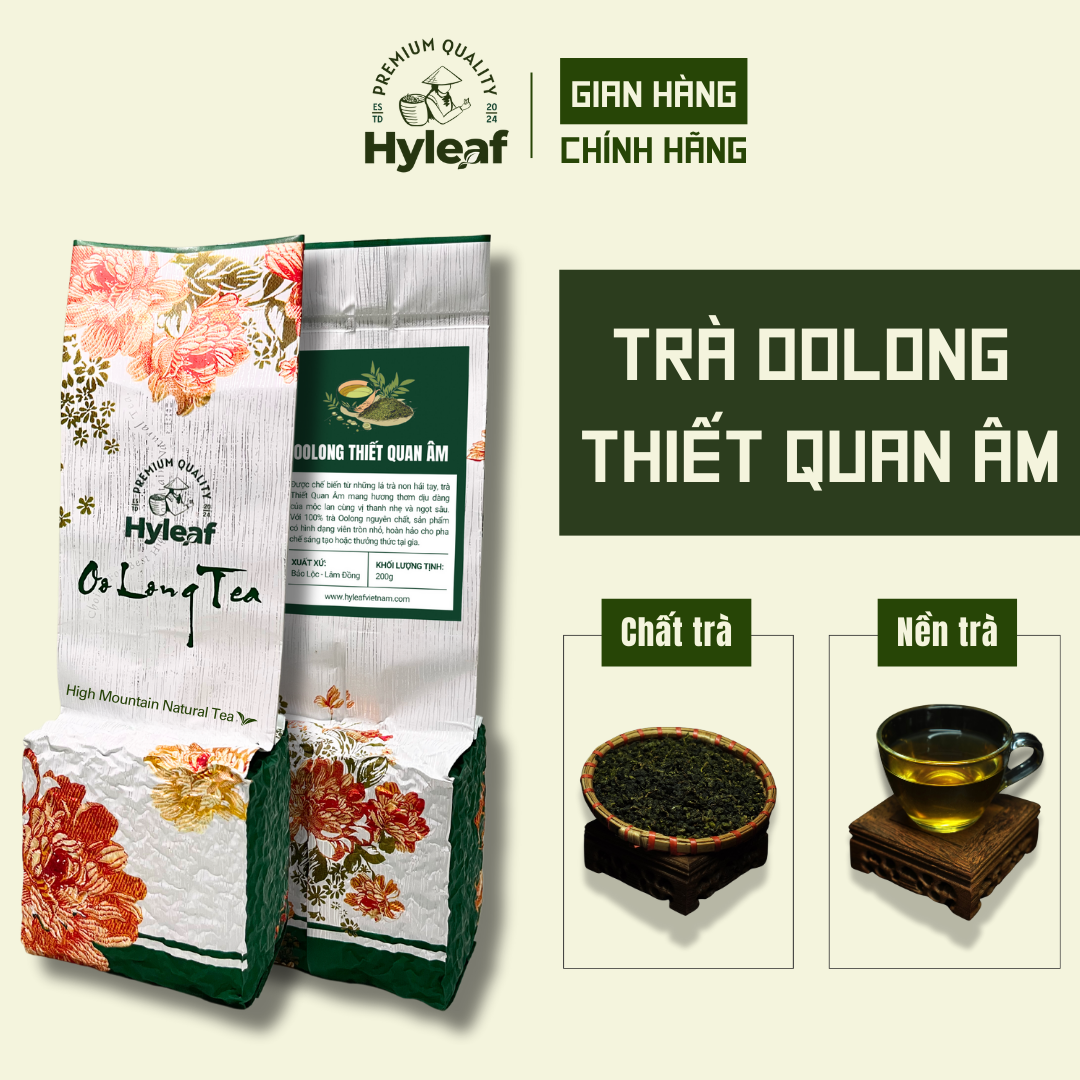 PREMIUM QUALITY
ES
TD
20
24
Hyleaf
GIAN HÀNG
CHÍNH HÃNG
TRÀ OOLONG
THIẾT QUAN ÂM
Chất trà
Nền trà
PREMIUM QUALITY
Hyleaf
OoLong Tea
High Mountain Natural Tea
OOLONG THIẾT QUAN ÂM
Được chế biến từ những lá trà non hái tay, trà
Thiết Quan Âm mang hương thơm dịu dàng
của mộc lan cùng vị thanh nhẹ và ngọt sâu.
Với 100% trà Oolong nguyên chất, sản phẩm
có hình dạng viên tròn nhỏ, hoàn hảo cho pha
chế sáng tạo hoặc thưởng thức tại gia.
XUẤT XỨ:
Bảo Lộc - Lâm Đồng
KHỐI LƯỢNG TỊNH:
200g
www.hyleafvietnam.com